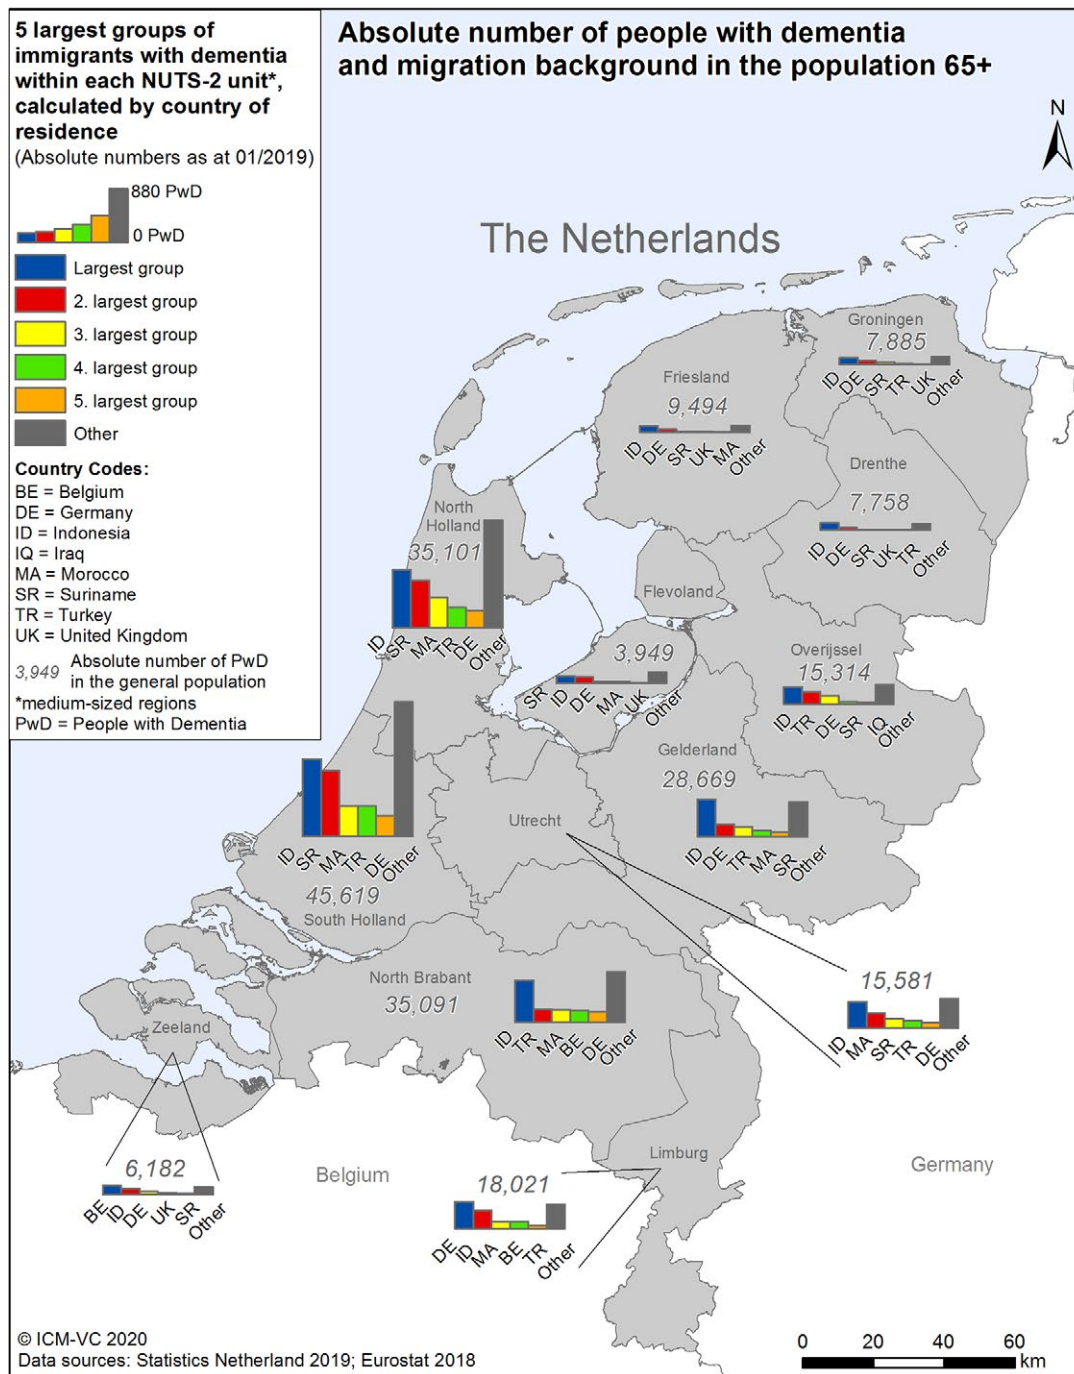 5 largest groups of
immigrants with dementia
within each NUTS-2 unit*,
calculated by country of
residence
(Absolute numbers as at 01/2019)
880 PwD
0 PwD
Largest group
2. largest group
3. largest group
4. largest group
5. largest group
Other
Country Codes:
BE = Belgium
DE = Germany
ID = Indonesia
IQ = Iraq
MA = Morocco
SR = Suriname
TR = Turkey
UK = United Kingdom
3,949 Absolute number of PwD
in the general population
*medium-sized regions
PwD = People with Dementia
Absolute number of people with dementia
and migration background in the population 65+
N
The Netherlands
Groningen
7,885
ID DE SR TR UK Other
Friesland
9,494
ID DE SR UK MA Other
Drenthe
7,758
ID DE SR UK TR Other
North
Holland
35,101
ID SR MA TR DE Other
Flevoland
3,949
SR ID DE MA UK Other
Overijssel
15,314
ID TR DE SR IQ Other
Gelderland
28,669
ID DE TR MA SR Other
Utrecht
15,581
ID MA SR TR DE Other
ID SR MA TR DE Other
45,619
South Holland
North Brabant
35,091
ID TR MA BE DE Other
Zeeland
6,182
BE ID DE UK SR Other
Limburg
18,021
DE ID MA BE TR Other
Belgium
Germany
© ICM-VC 2020
Data sources: Statistics Netherland 2019; Eurostat 2018
0 20 40 60
km